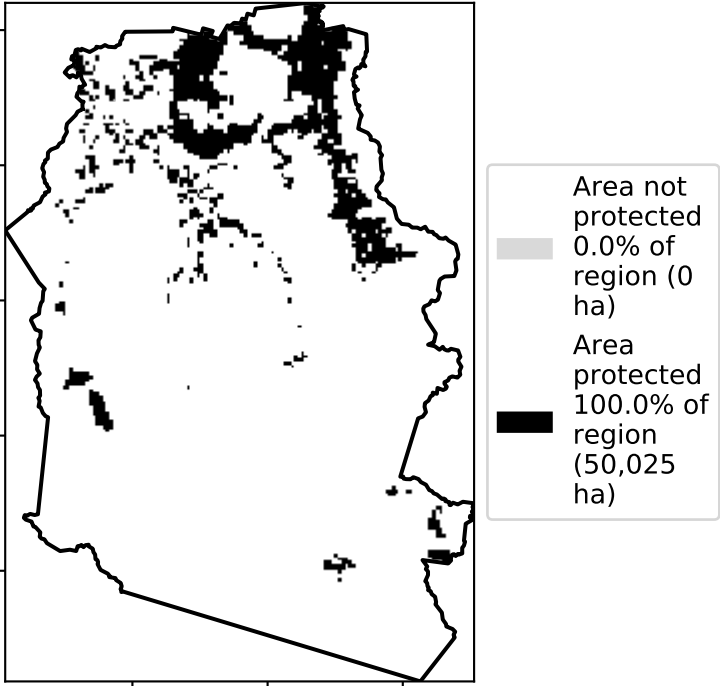 Area not
protected
0.0% of
region (0
ha)
Area
protected
100.0% of
region
(50,025
ha)